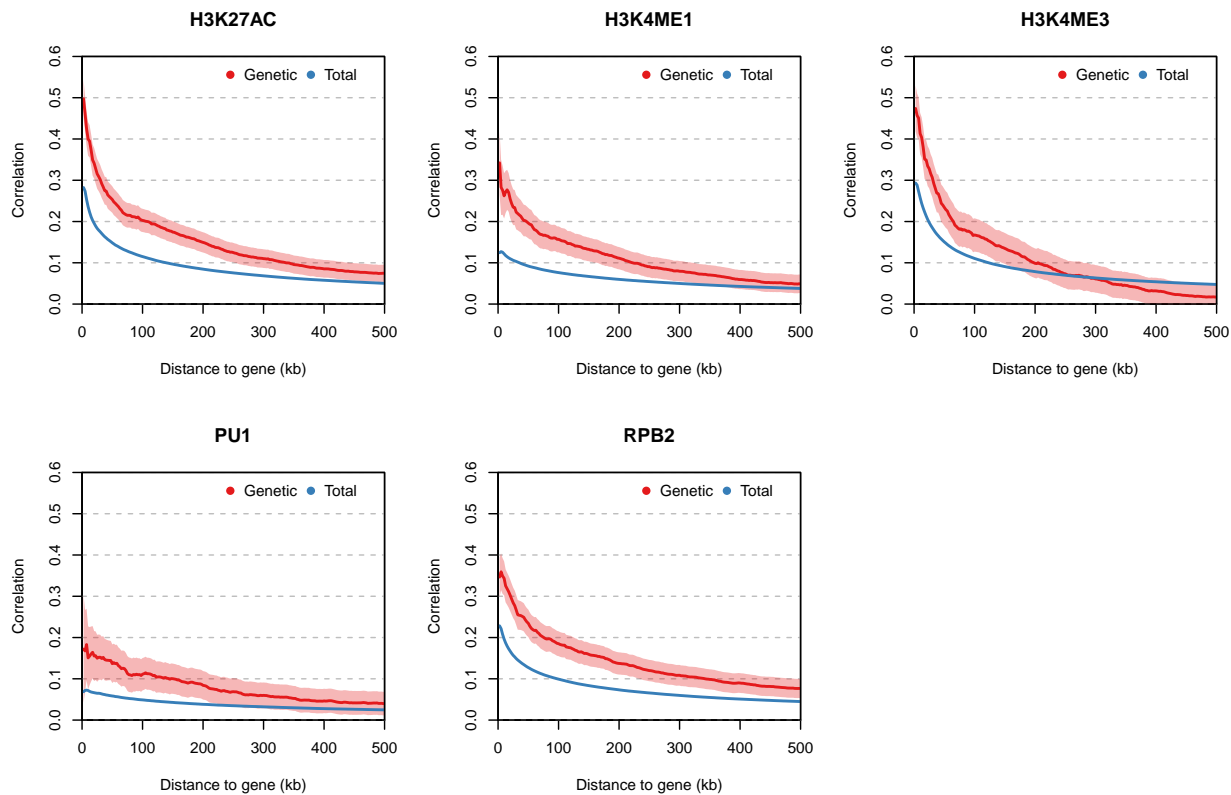 H3K27AC
H3K4ME1
H3K4ME3
Genetic Total
Genetic Total
Genetic Total
Correlation
0.0 0.1 0.2 0.3 0.4 0.5 0.6
Correlation
0.0 0.1 0.2 0.3 0.4 0.5 0.6
Correlation
0.0 0.1 0.2 0.3 0.4 0.5 0.6
0 100 200 300 400 500
0 100 200 300 400 500
0 100 200 300 400 500
Distance to gene (kb)
Distance to gene (kb)
Distance to gene (kb)
PU1
RPB2
Genetic Total
Genetic Total
Correlation
0.0 0.1 0.2 0.3 0.4 0.5 0.6
Correlation
0.0 0.1 0.2 0.3 0.4 0.5 0.6
0 100 200 300 400 500
0 100 200 300 400 500
Distance to gene (kb)
Distance to gene (kb)